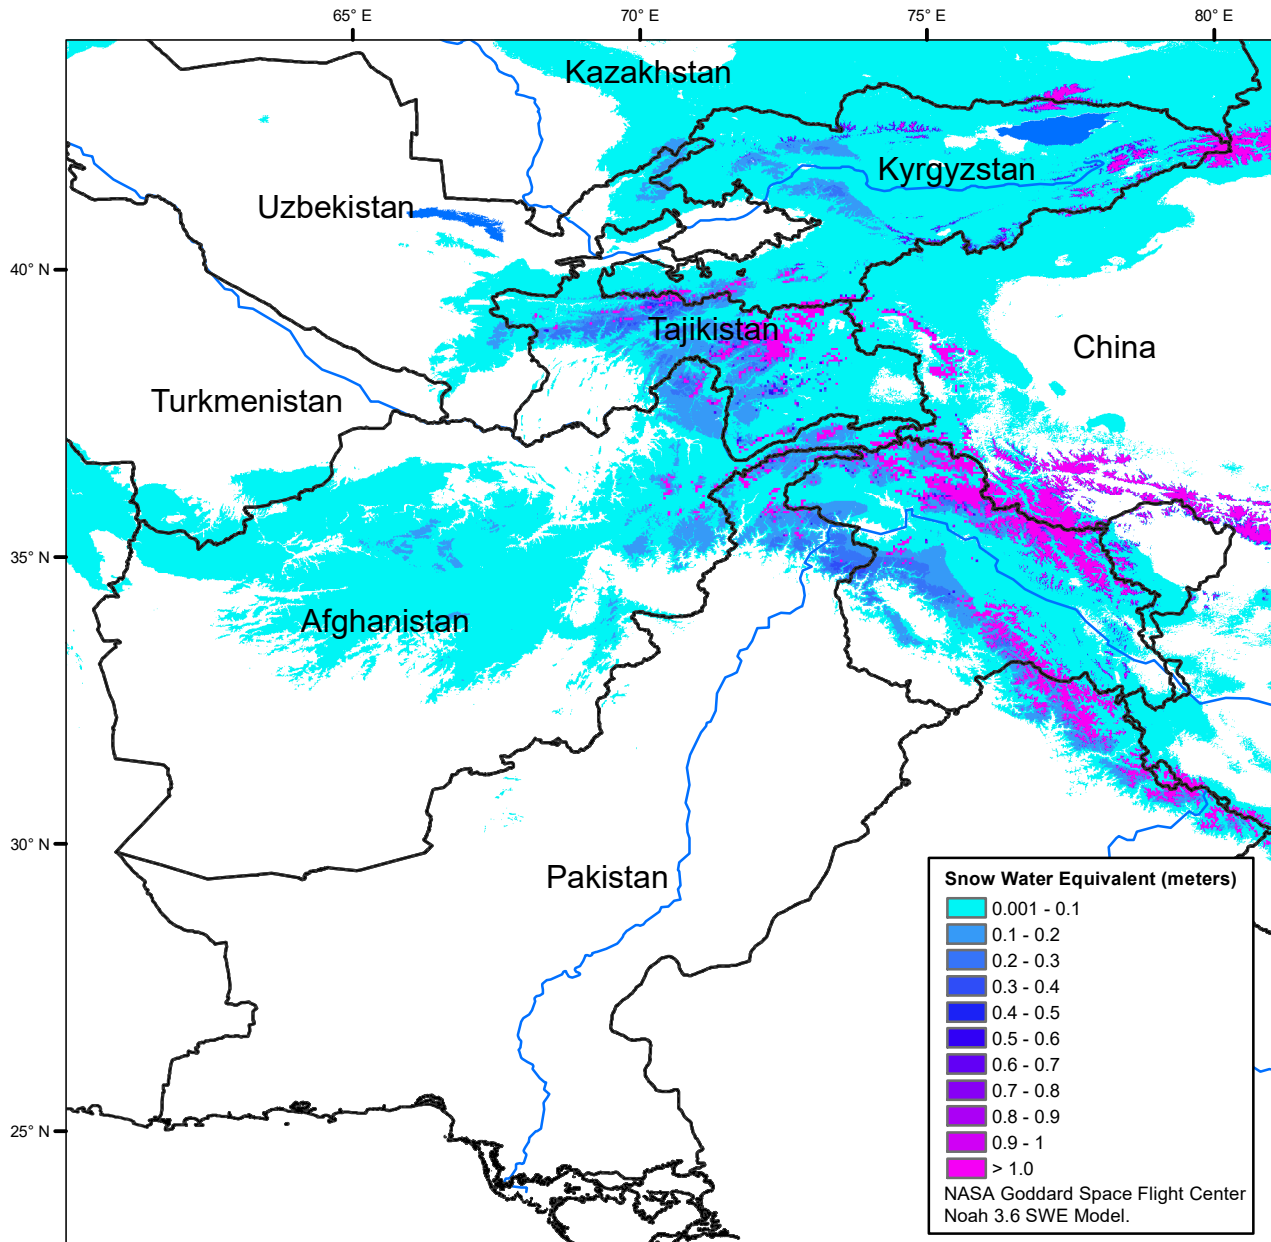 65° E
70° E
75° E
80° E
Kazakhstan
Kyrgyzstan
Uzbekistan
40° N
Tajikistan
China
Turkmenistan
35° N
Afghanistan
30° N
Pakistan
25° N
Snow Water Equivalent (meters)
0.001 - 0.1
0.1 - 0.2
0.2 - 0.3
0.3 - 0.4
0.4 - 0.5
0.5 - 0.6
0.6 - 0.7
0.7 - 0.8
0.8 - 0.9
0.9 - 1
> 1.0
NASA Goddard Space Flight Center
Noah 3.6 SWE Model.